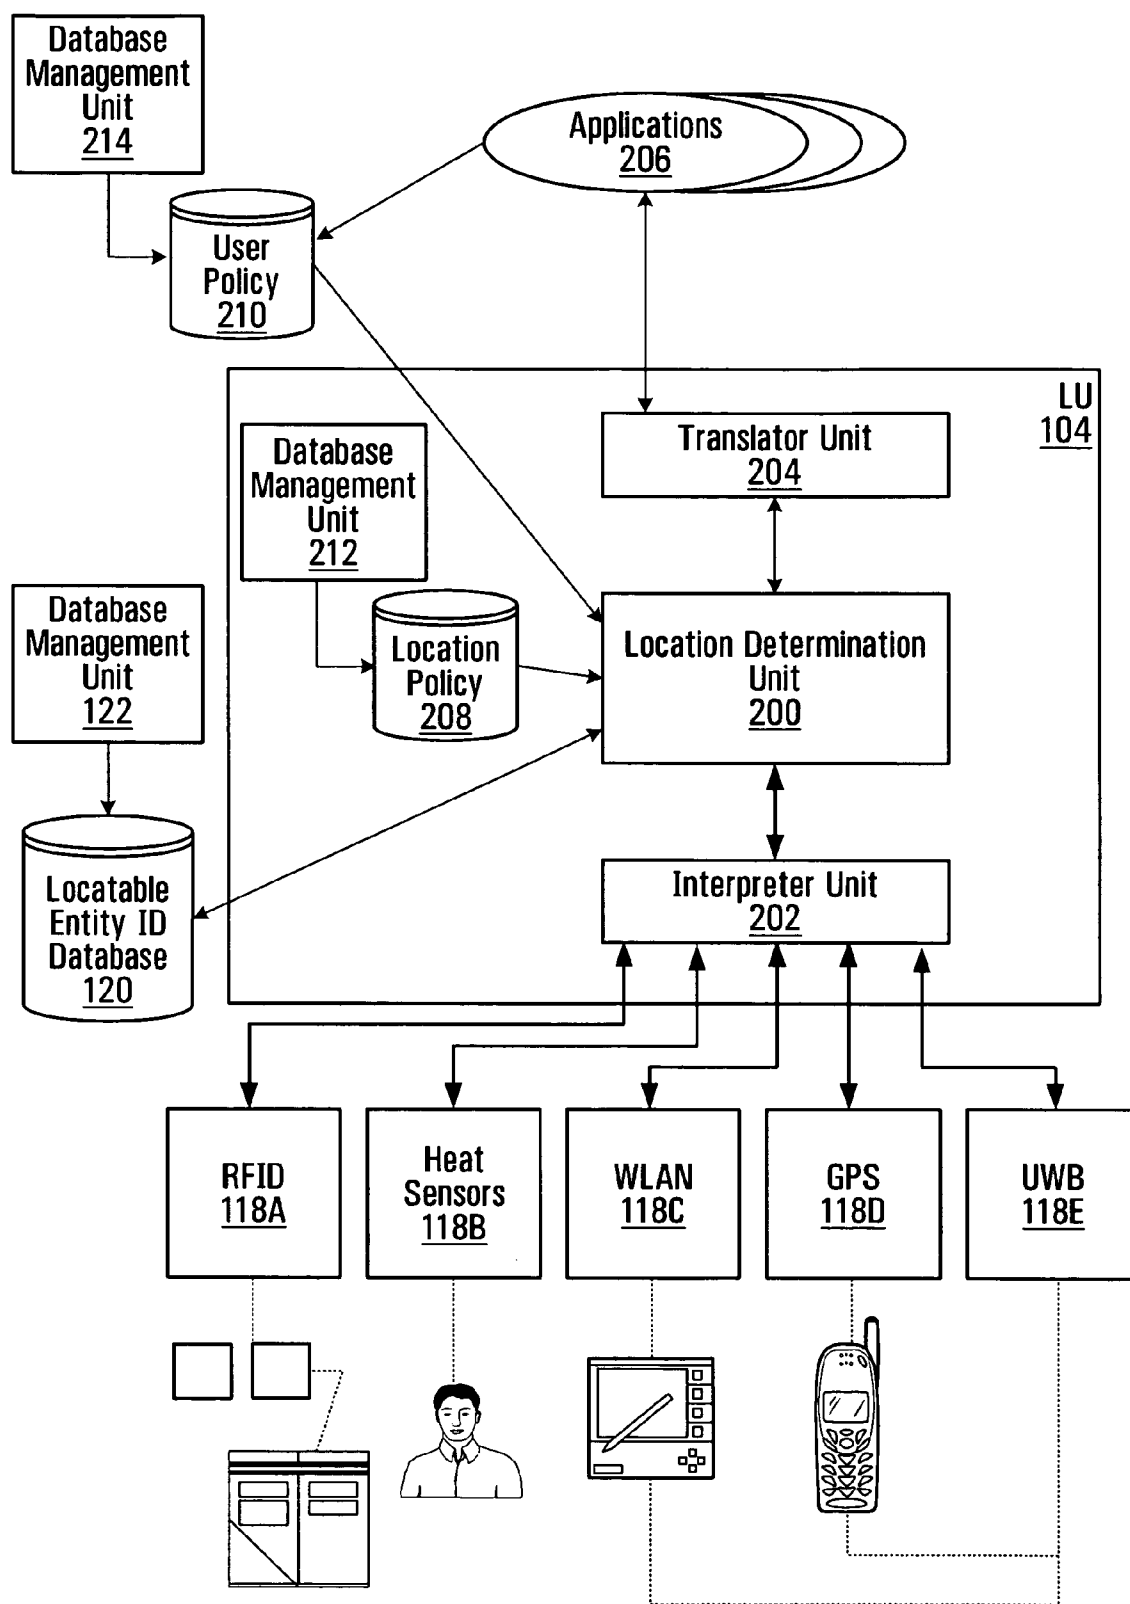 Database
Management
Unit
214
Applications
206
User
Policy
210
LU
104
Translator Unit
204
Database
Management
Unit
212
Location Determination
Unit
200
Location
Policy
208
Database
Management
Unit
122
Locatable
Entity ID
Database
120
Interpreter Unit
202
RFID
118A
Heat
Sensors
118B
WLAN
118C
GPS
118D
UWB
118E